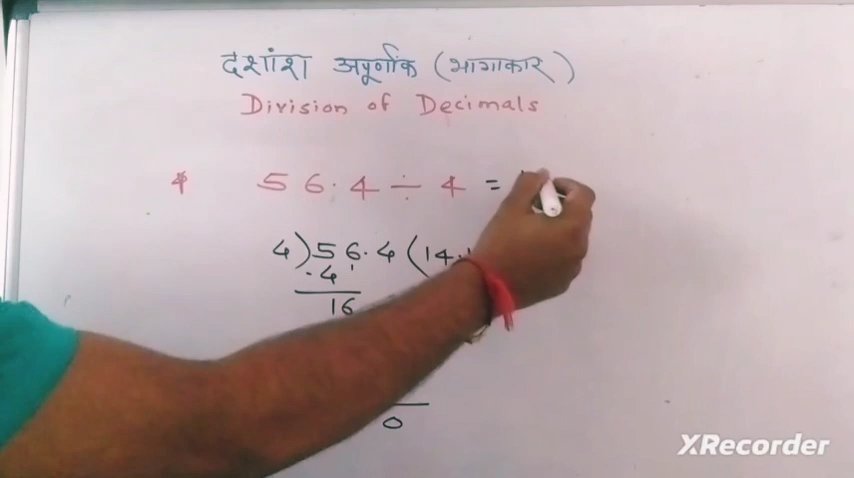 दशांश अपूर्णांक (भागाकार)
Division of Decimals
* 56.4 ÷ 4 =
4) 56.4 (14.
- 4
16
0
XRecorder